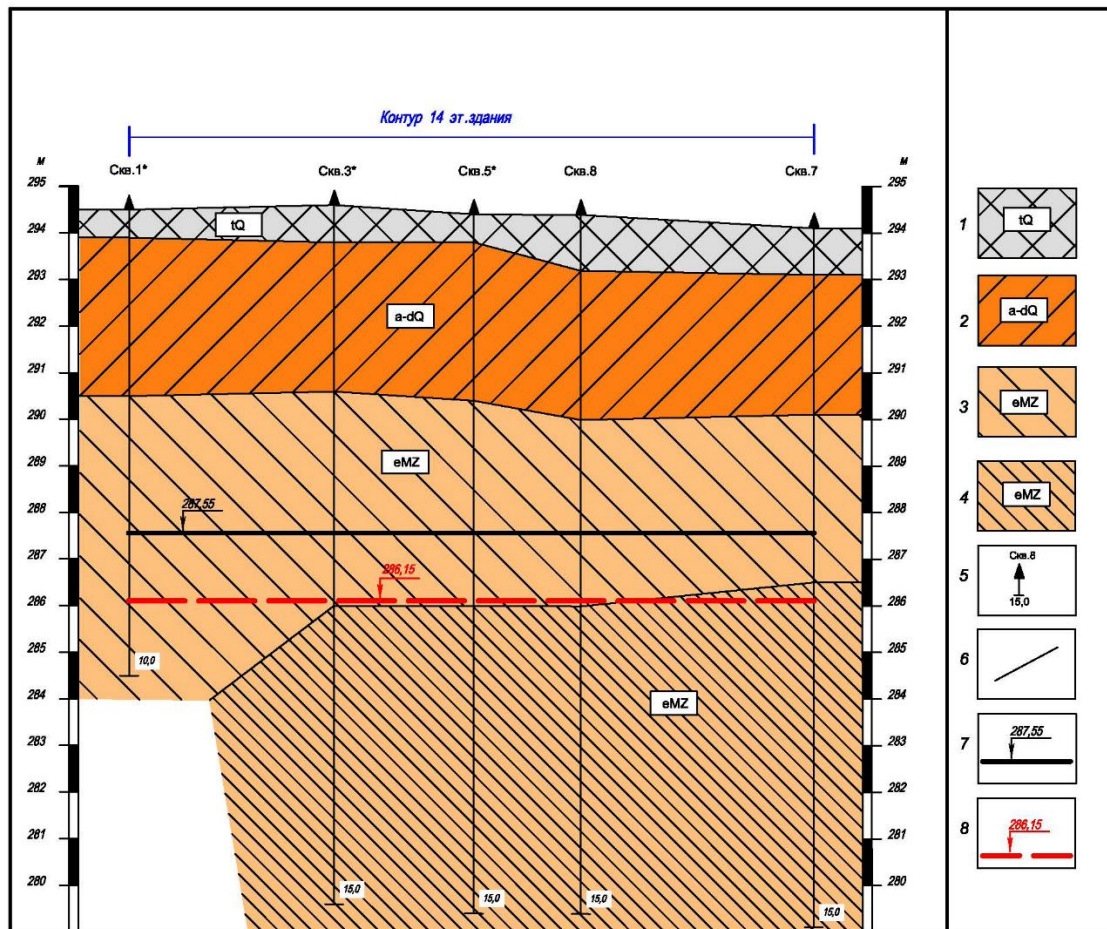 Контур 14 эт.здания
Скв.1* Скв.3* Скв.5* Скв.8 Скв.7
м м
295 295
tQ 1 tQ
294 294
293 293
a-dQ 2 a-dQ
292 292
291 291
290 290
eMZ 3 eMZ
289 289
288 288
287,55
4 eMZ
287 287
286,15
286 286
5 Скв.8
15,0
285 285
10,0
284 284
eMZ 6
283 283
7 287,55
282 282
281 281
8 286,15
280 280
15,0 15,0 15,0 15,0